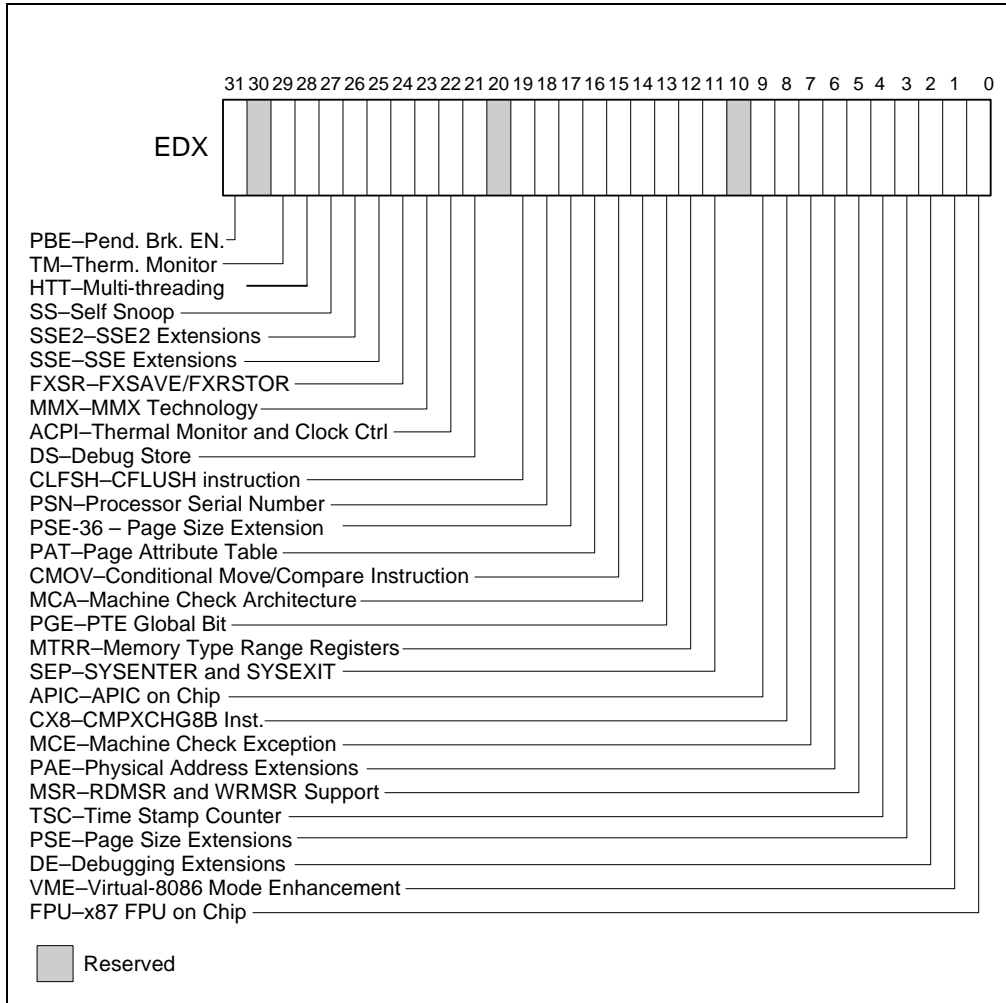 31 30 29 28 27 26 25 24 23 22 21 20 19 18 17 16 15 14 13 12 11 10 9 8 7 6 5 4 3 2 1 0
EDX
PBE–Pend. Brk. EN.
TM–Therm. Monitor
HTT–Multi-threading
SS–Self Snoop
SSE2–SSE2 Extensions
SSE–SSE Extensions
FXSR–FXSAVE/FXRSTOR
MMX–MMX Technology
ACPI–Thermal Monitor and Clock Ctrl
DS–Debug Store
CLFSH–CFLUSH instruction
PSN–Processor Serial Number
PSE-36 – Page Size Extension
PAT–Page Attribute Table
CMOV–Conditional Move/Compare Instruction
MCA–Machine Check Architecture
PGE–PTE Global Bit
MTRR–Memory Type Range Registers
SEP–SYSENTER and SYSEXIT
APIC–APIC on Chip
CX8–CMPXCHG8B Inst.
MCE–Machine Check Exception
PAE–Physical Address Extensions
MSR–RDMSR and WRMSR Support
TSC–Time Stamp Counter
PSE–Page Size Extensions
DE–Debugging Extensions
VME–Virtual-8086 Mode Enhancement
FPU–x87 FPU on Chip
Reserved